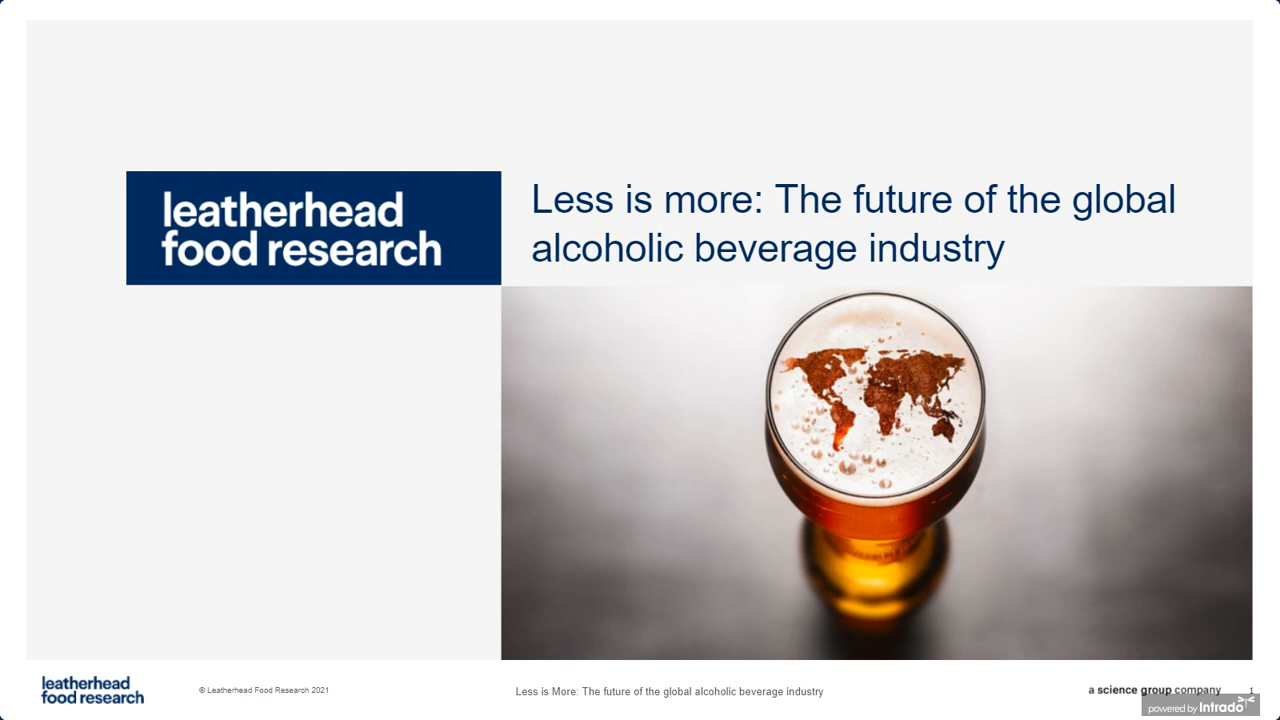 leatherhead
food research
Less is more: The future of the global
alcoholic beverage industry
leatherhead
food research
© Leatherhead Food Research 2021
Less is More: The future of the global alcoholic beverage industry
a science group company
1
powered by Intrado